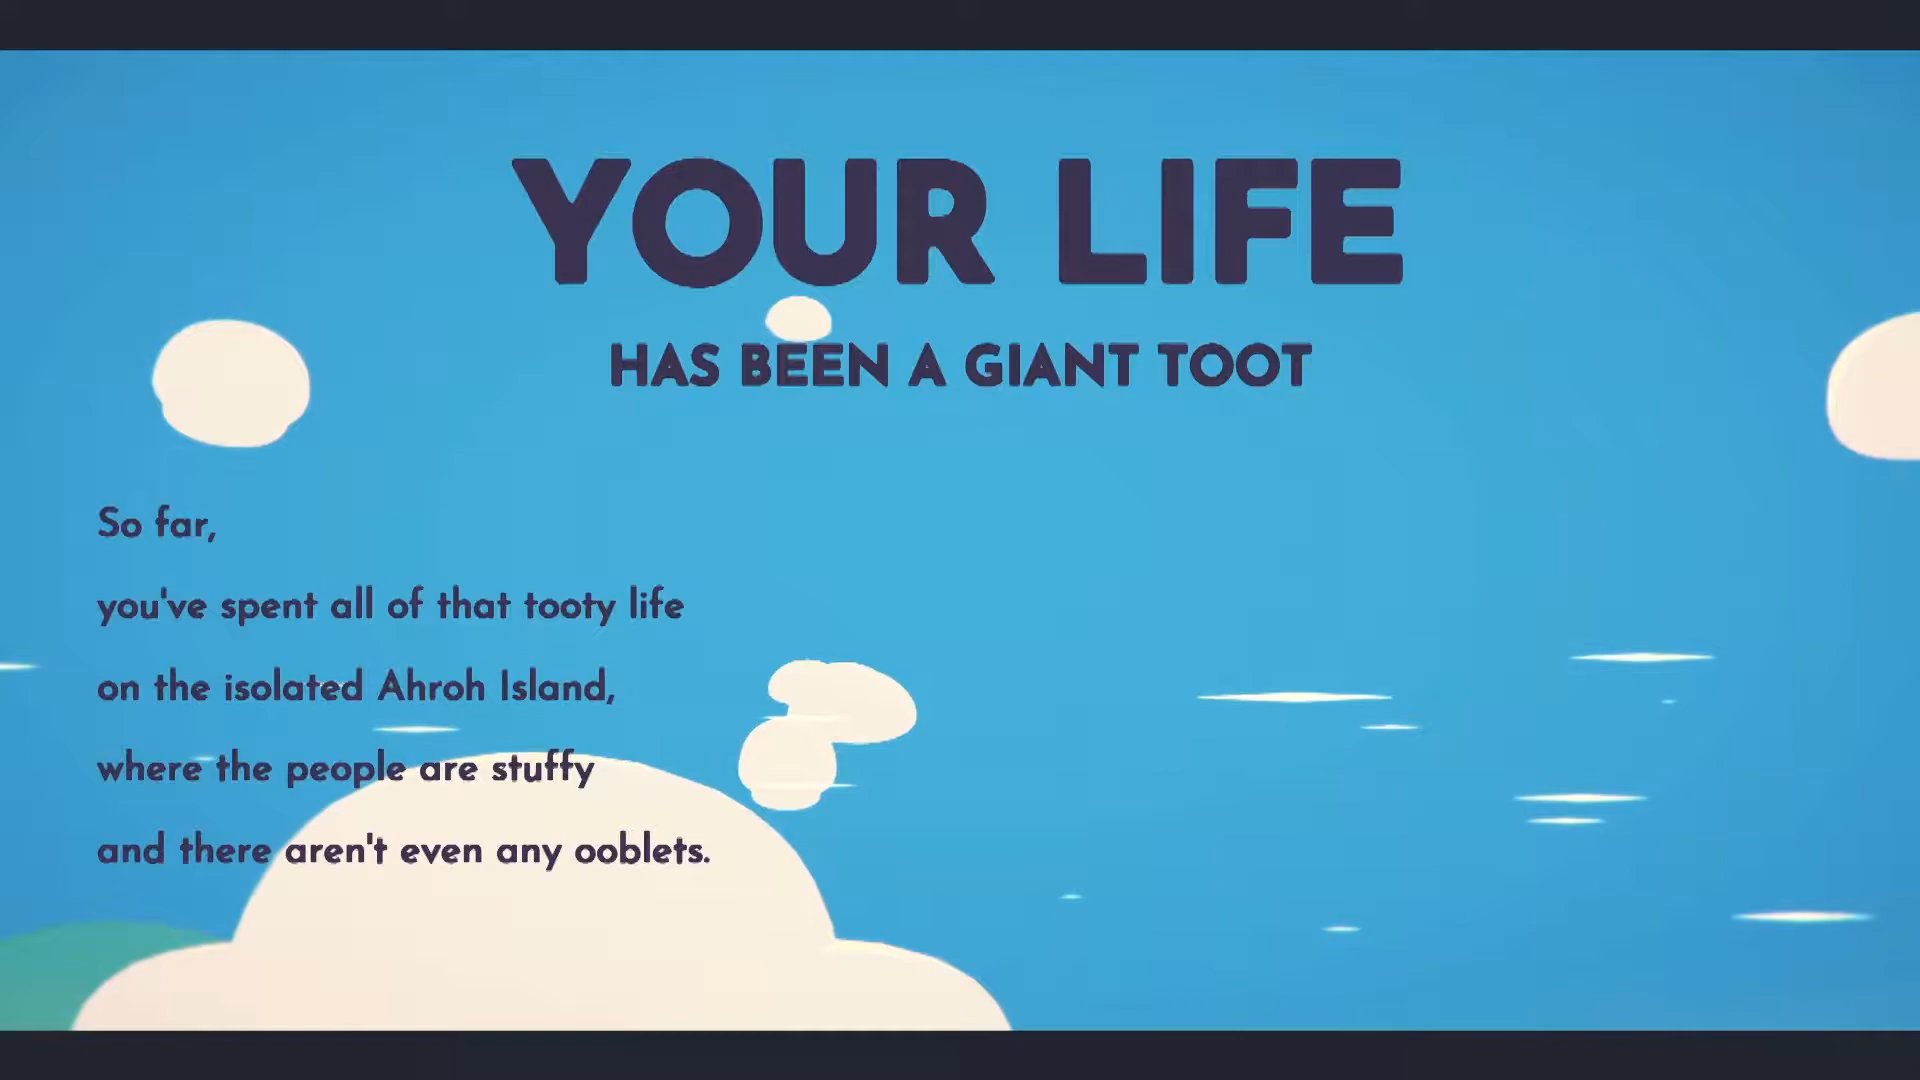 YOUR LIFE
HAS BEEN A GIANT TOOT
So far,
you've spent all of that tooty life
on the isolated Ahroh Island,
where the people are stuffy
and there aren't even any ooblets.